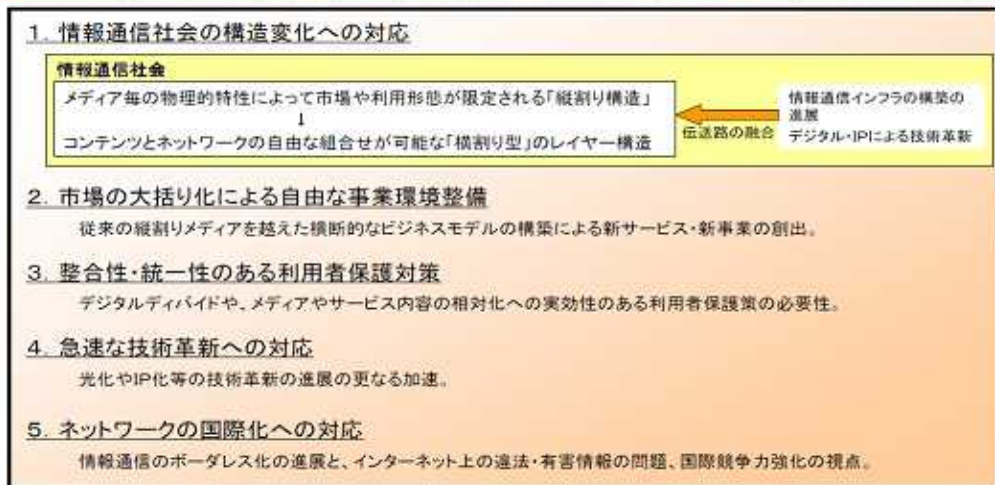 1. 情報通信社会の構造変化への対応
情報通信社会
メディア毎の物理的特性によって市場や利用形態が限定される「縦割り構造」
↓
コンテンツとネットワークの自由な組合せが可能な「横割り型」のレイヤー構造
伝送路の融合
情報通信インフラの構築の
進展
デジタル・IPによる技術革新
2. 市場の大括り化による自由な事業環境整備
従来の縦割りメディアを越えた横断的なビジネスモデルの構築による新サービス・新事業の創出。
3. 整合性・統一性のある利用者保護対策
デジタルディバイドや、メディアやサービス内容の相対化への実効性のある利用者保護策の必要性。
4. 急速な技術革新への対応
光化やIP化等の技術革新の進展の更なる加速。
5. ネットワークの国際化への対応
情報通信のボーダレス化の進展と、インターネット上の違法・有害情報の問題、国際競争力強化の視点。